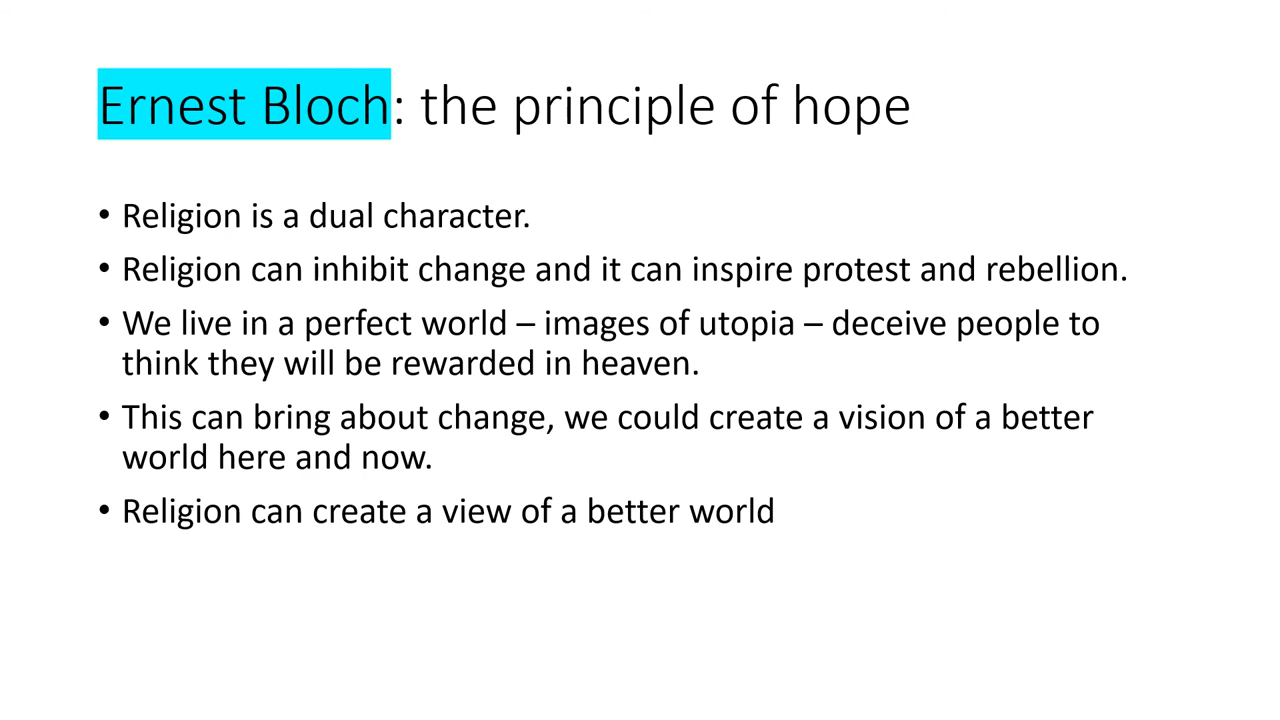 Ernest Bloch: the principle of hope
• Religion is a dual character.
• Religion can inhibit change and it can inspire protest and rebellion.
• We live in a perfect world – images of utopia – deceive people to
think they will be rewarded in heaven.
• This can bring about change, we could create a vision of a better
world here and now.
• Religion can create a view of a better world